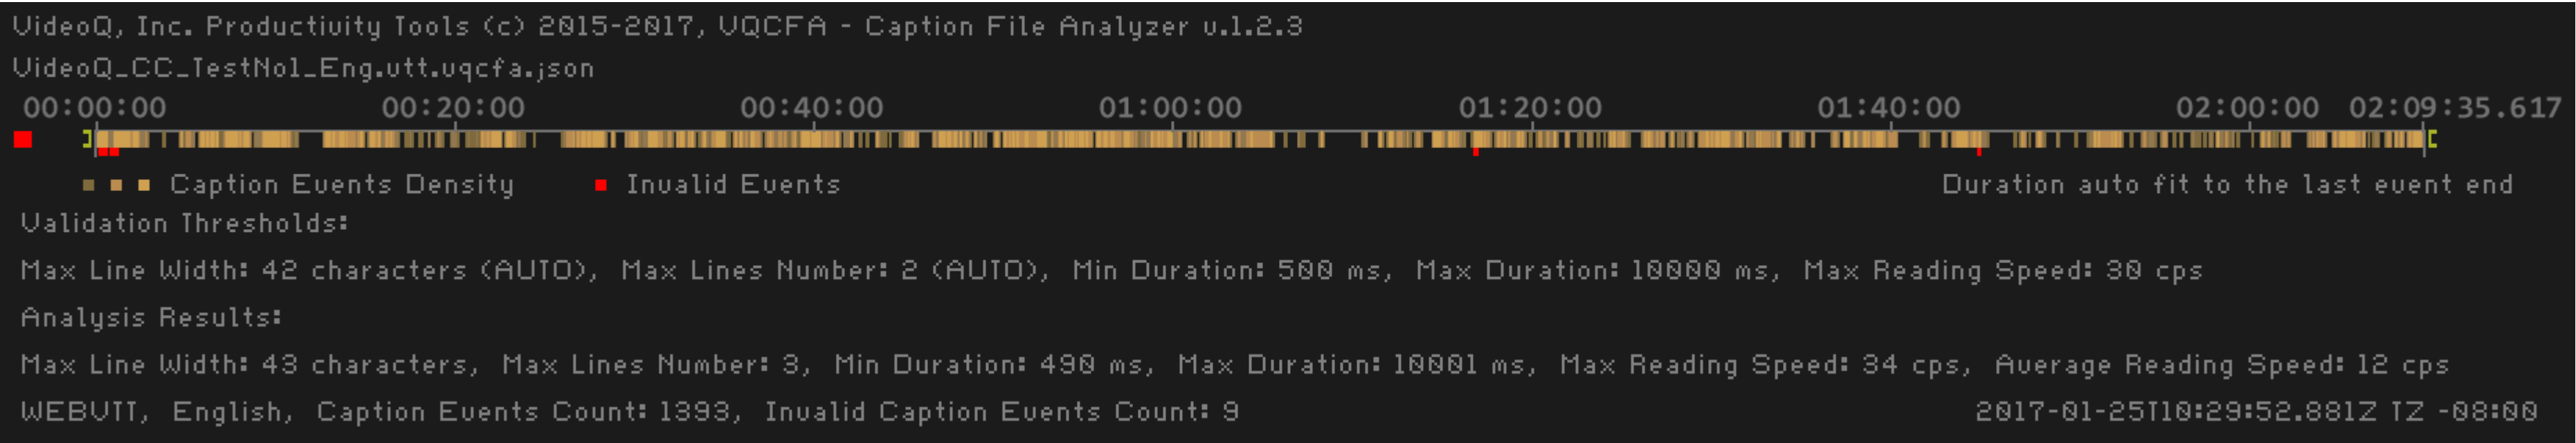 VideoQ, Inc. Productivity Tools (c) 2015-2017, VQCFA - Caption File Analyzer v.1.2.3
VideoQ_CC_TestNo1_Eng.vtt.vqcfa.json
00:00:00 00:20:00 00:40:00 01:00:00 01:20:00 01:40:00 02:00:00 02:09:35.617
Caption Events Density Invalid Events Duration auto fit to the last event end
Validation Thresholds:
Max Line Width: 42 characters (AUTO), Max Lines Number: 2 (AUTO), Min Duration: 500 ms, Max Duration: 10000 ms, Max Reading Speed: 30 cps
Analysis Results:
Max Line Width: 43 characters, Max Lines Number: 3, Min Duration: 490 ms, Max Duration: 10001 ms, Max Reading Speed: 34 cps, Average Reading Speed: 12 cps
WEBVTT, English, Caption Events Count: 1393, Invalid Caption Events Count: 9 2017-01-25T10:29:52.881Z TZ -08:00